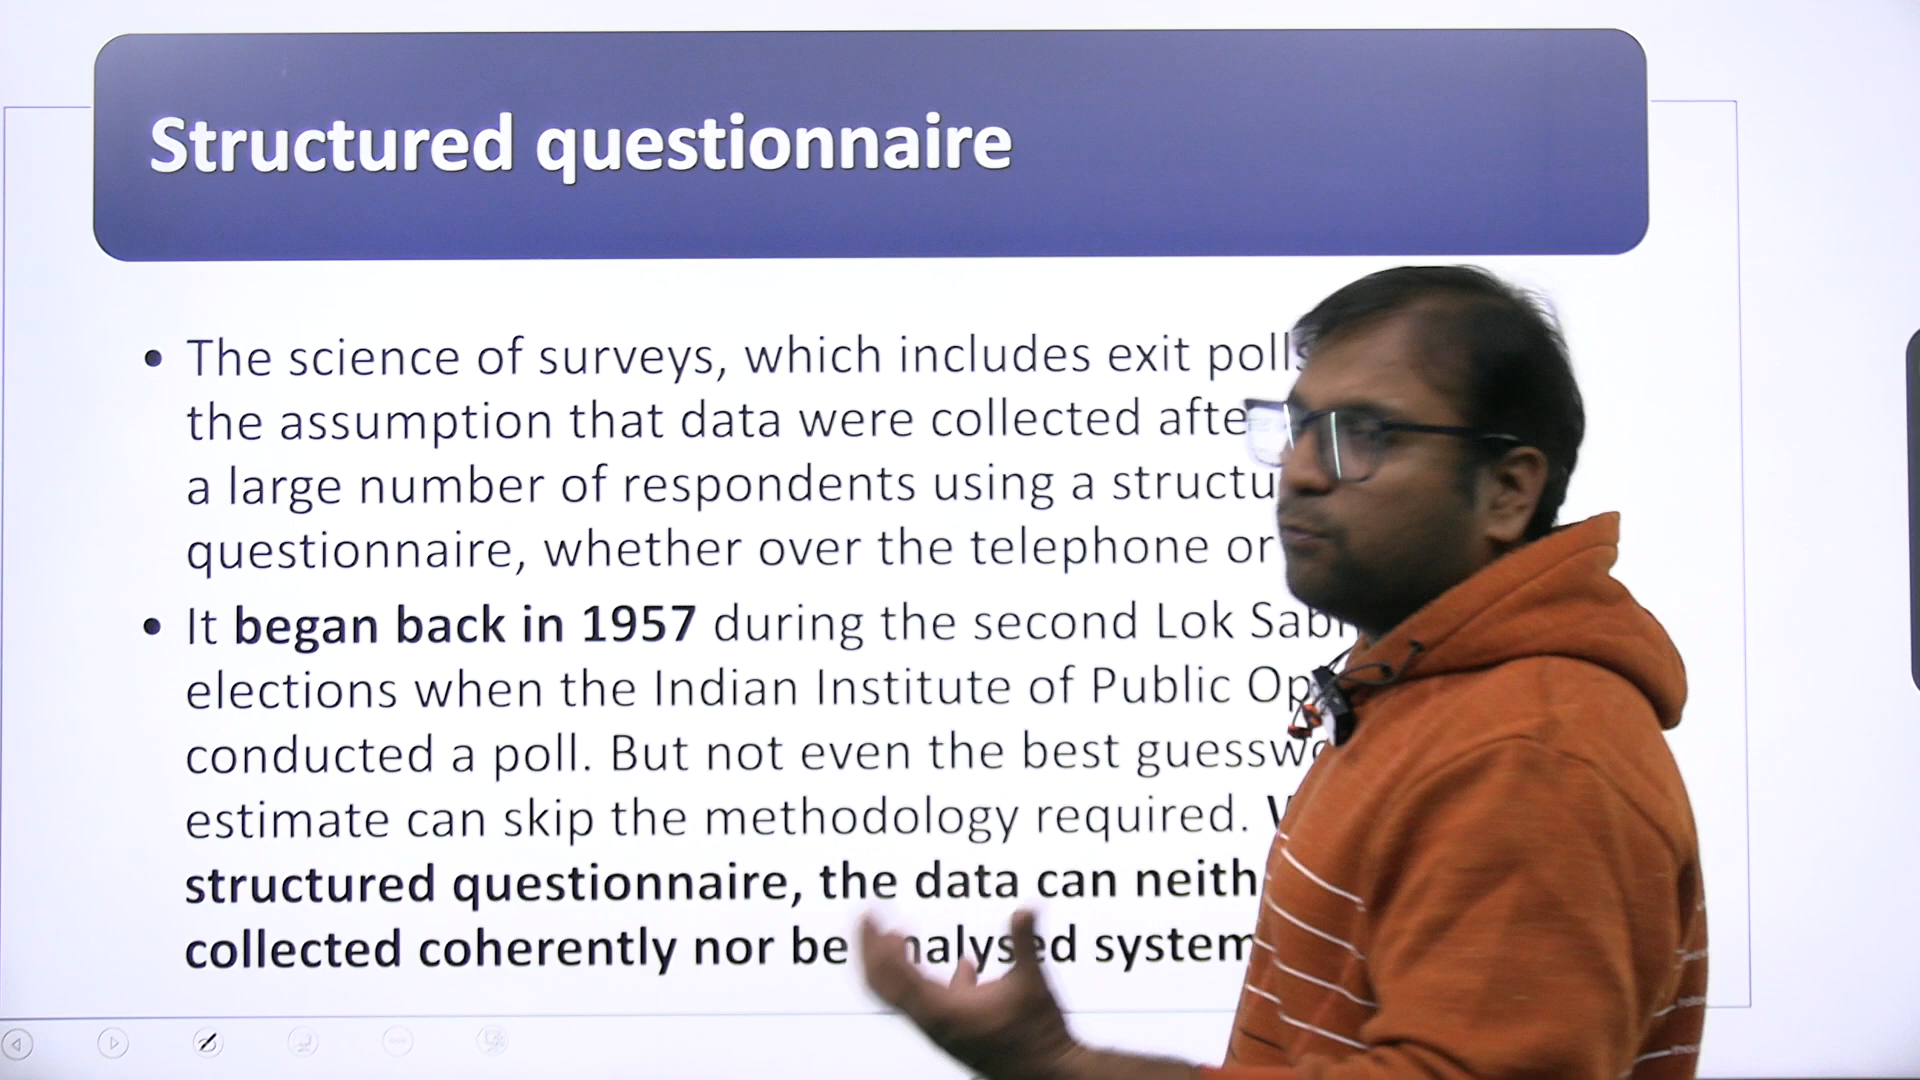 Structured questionnaire
• The science of surveys, which includes exit polls
the assumption that data were collected afte
a large number of respondents using a structu
questionnaire, whether over the telephone or
• It began back in 1957 during the second Lok Sabh
elections when the Indian Institute of Public Op
conducted a poll. But not even the best guesswo
estimate can skip the methodology required.
structured questionnaire, the data can neith
collected coherently nor be analysed system